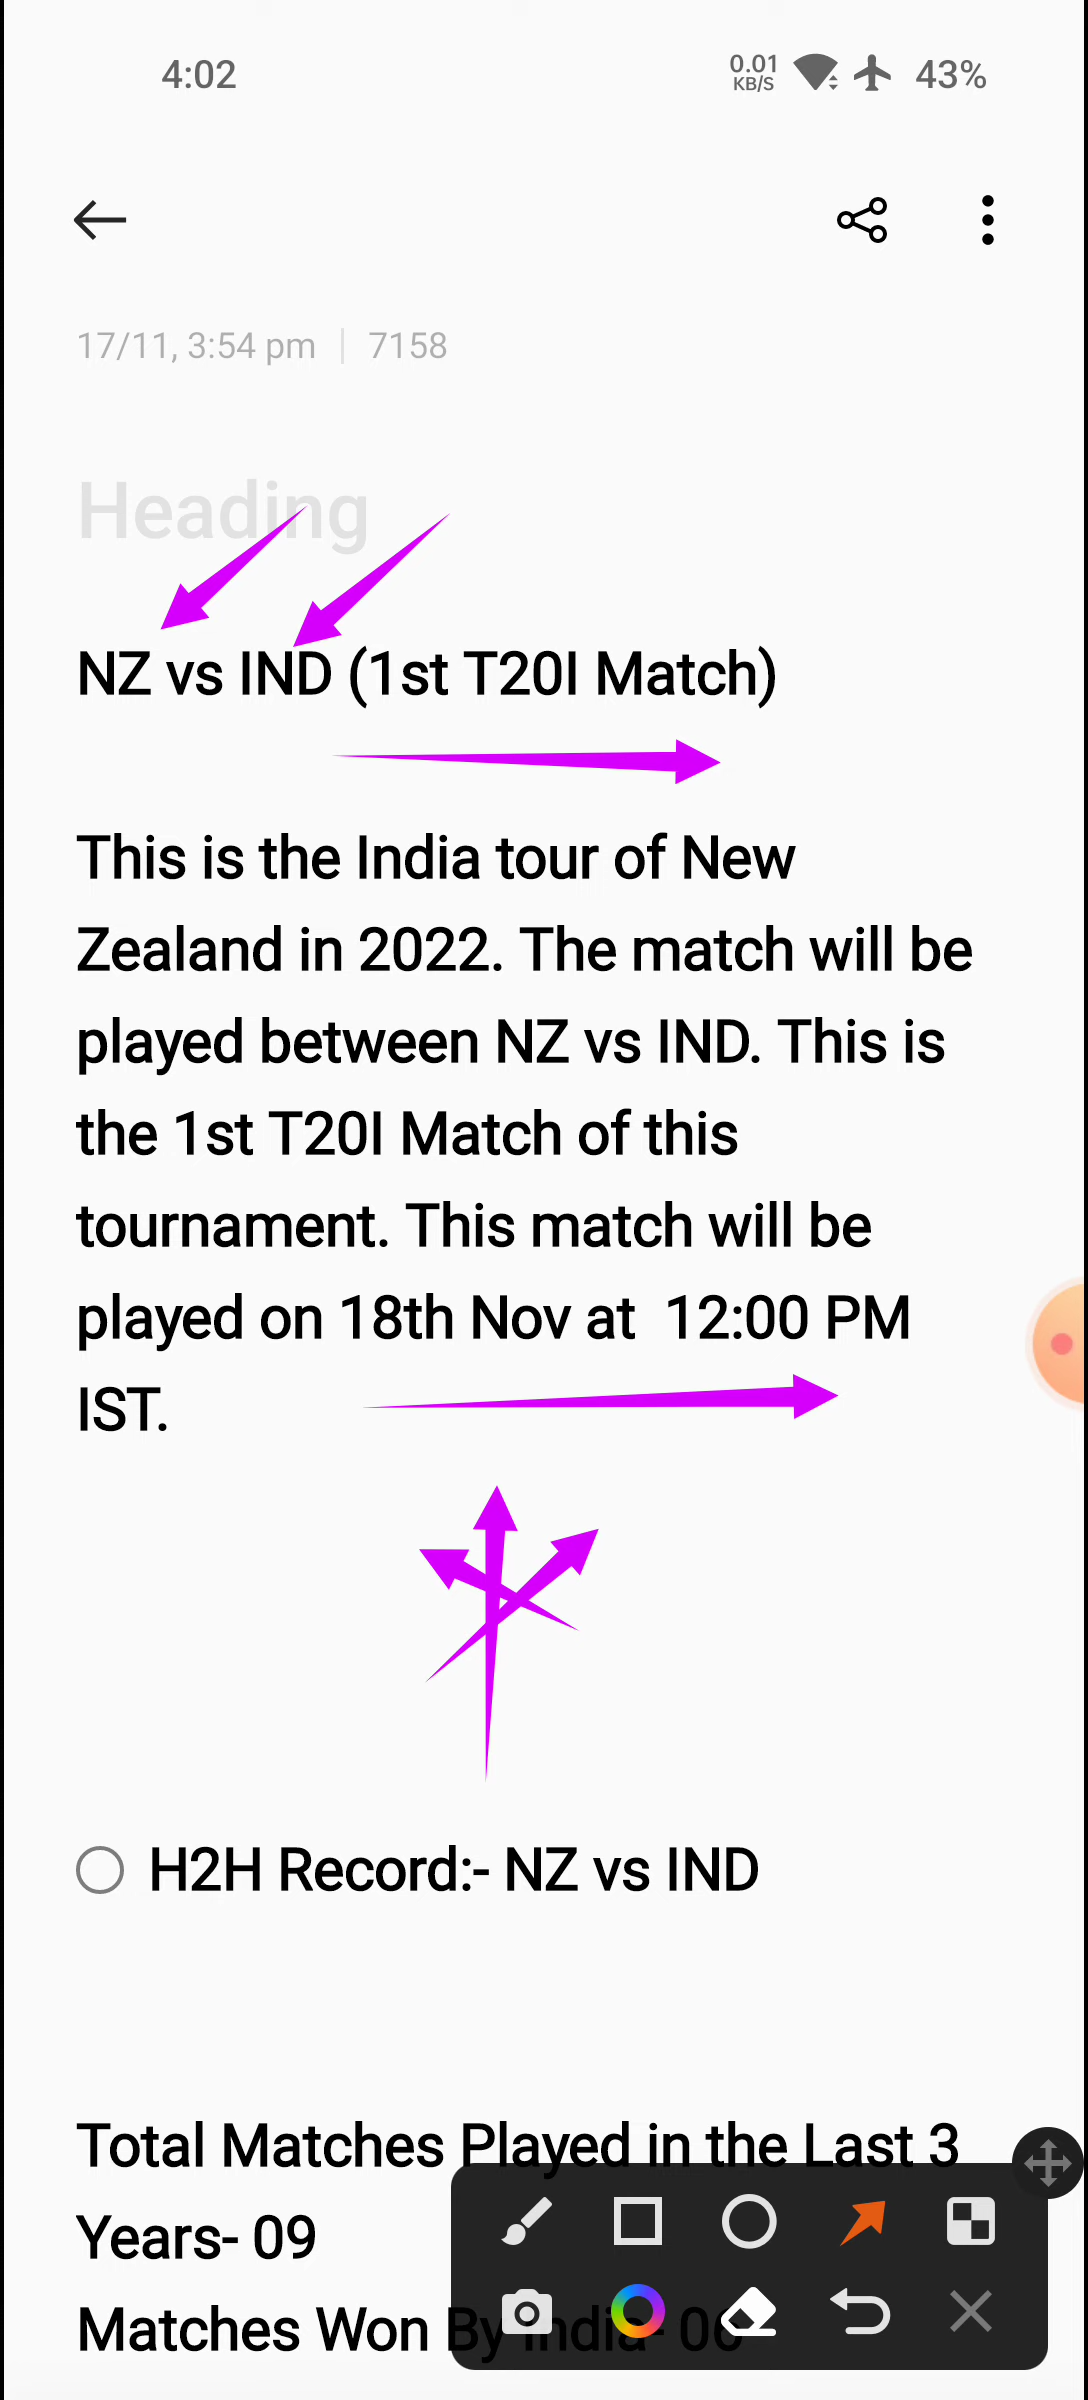 4:02
0.01
KB/S
43%
17/11, 3:54 pm | 7158
Heading
NZ vs IND (1st T20I Match)
This is the India tour of New
Zealand in 2022. The match will be
played between NZ vs IND. This is
the 1st T20I Match of this
tournament. This match will be
played on 18th Nov at 12:00 PM
IST.
H2H Record:- NZ vs IND
Total Matches Played in the Last 3
Years- 09
Matches Won By India- 06